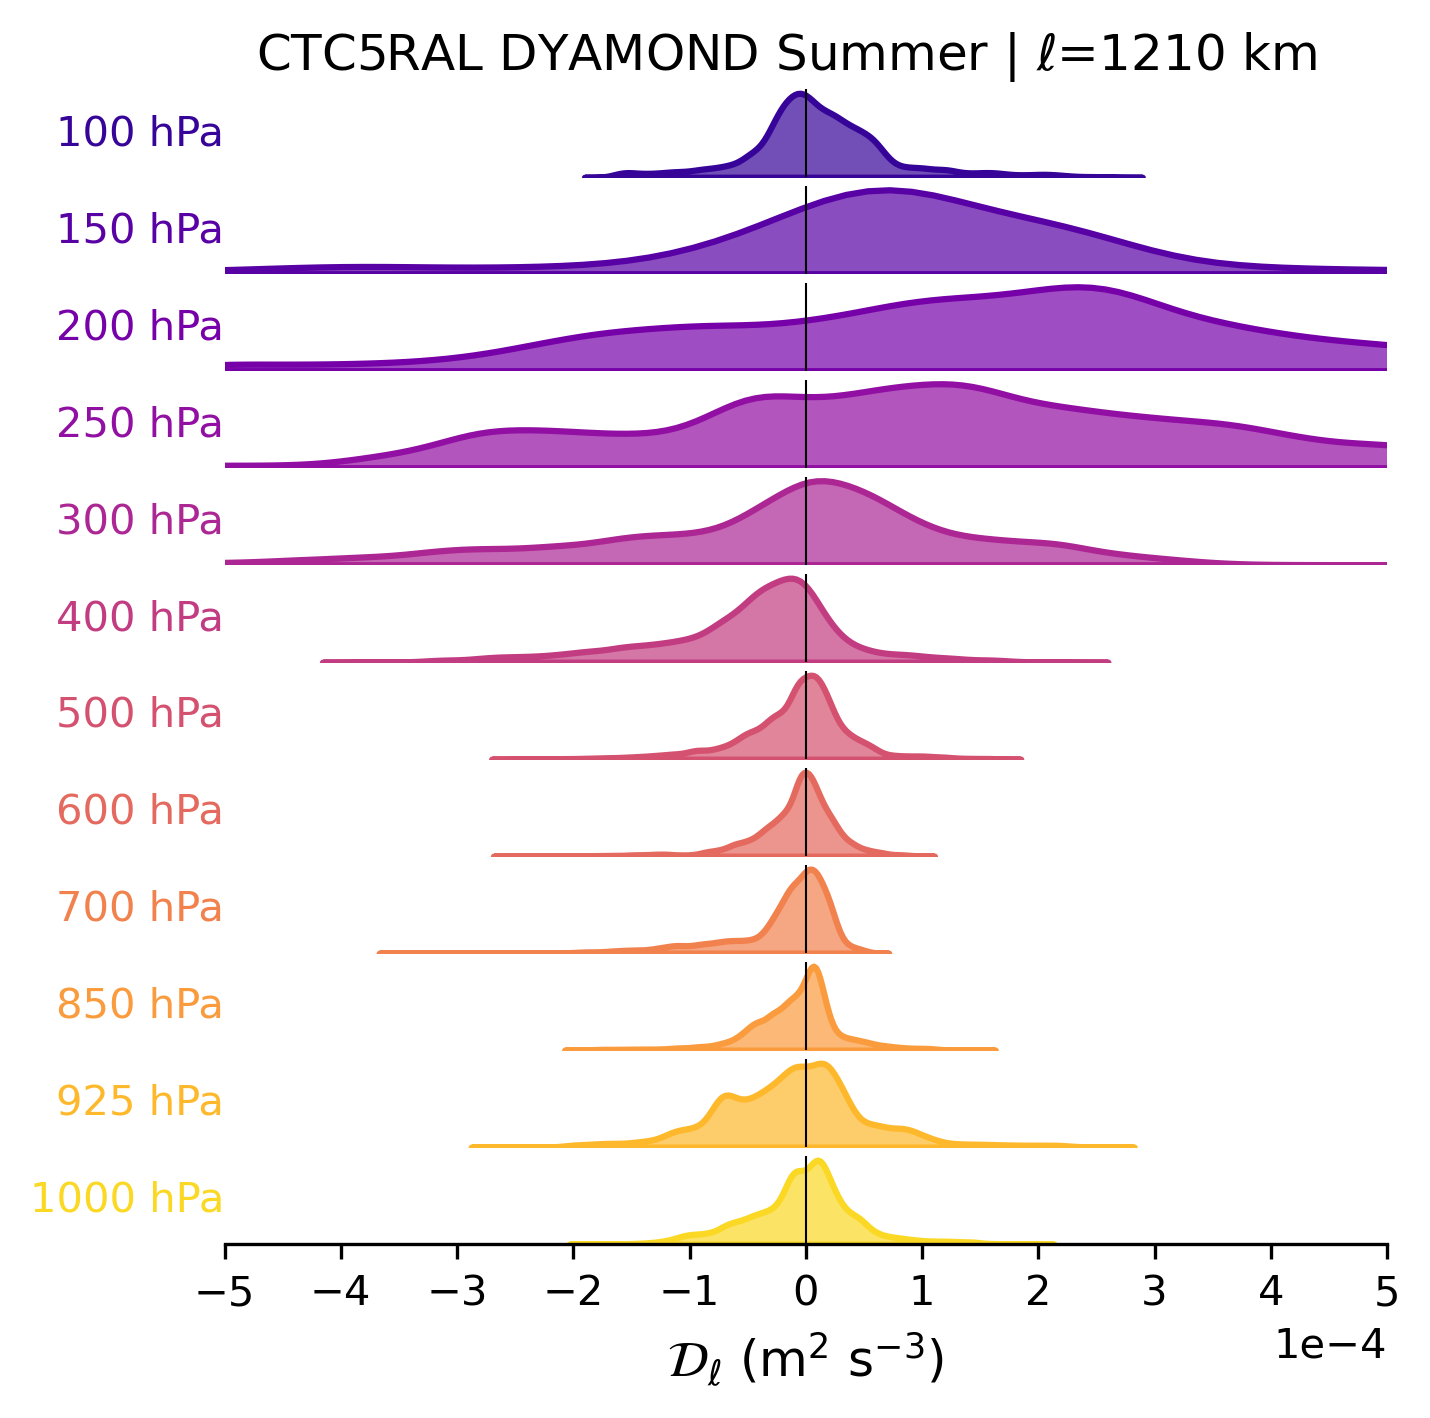 CTC5RAL DYAMOND Summer | ℓ=1210 km
100 hPa
150 hPa
200 hPa
250 hPa
300 hPa
400 hPa
500 hPa
600 hPa
700 hPa
850 hPa
925 hPa
1000 hPa
−5 −4 −3 −2 −1 0 1 2 3 4 5
1e−4
𝒟ℓ (m² s⁻³)